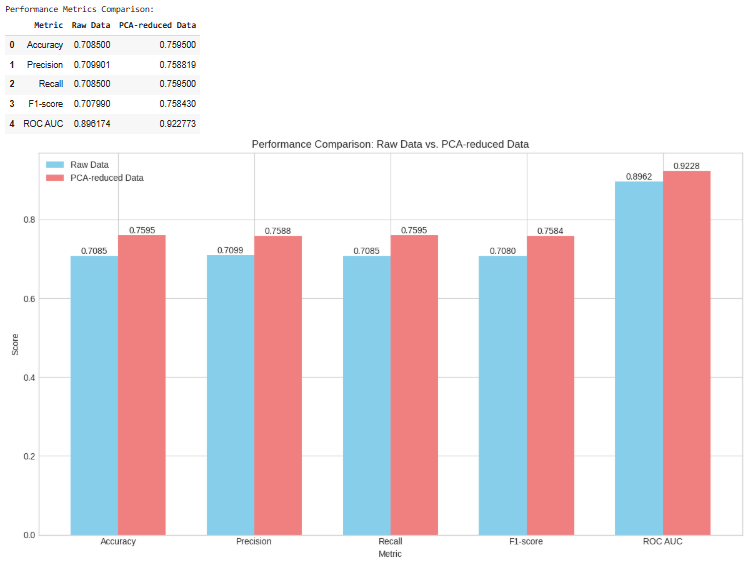 Performance Metrics Comparison:
Metric Raw Data PCA-reduced Data
0 Accuracy 0.708500 0.759500
1 Precision 0.709901 0.758819
2 Recall 0.708500 0.759500
3 F1-score 0.707990 0.758430
4 ROC AUC 0.896174 0.922773
Performance Comparison: Raw Data vs. PCA-reduced Data
Raw Data
PCA-reduced Data
0.7085 0.7595 0.7099 0.7588 0.7085 0.7595 0.7080 0.7584 0.8962 0.9228
Score
0.8
0.6
0.4
0.2
0.0
Accuracy Precision Recall F1-score ROC AUC
Metric